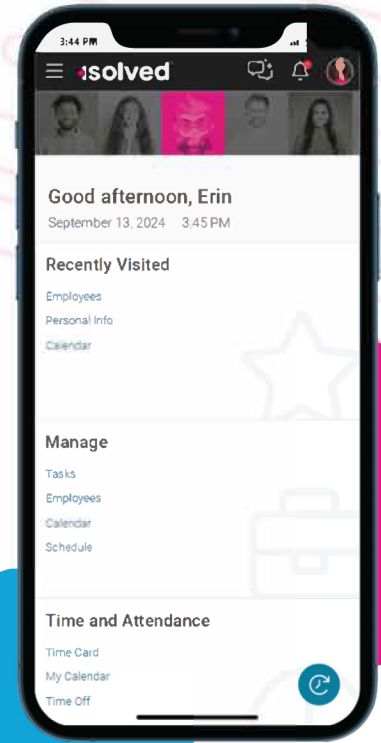 3:44 PM
isolved
Good afternoon, Erin
September 13, 2024 3:45 PM
Recently Visited
Employees
Personal Info
Calendar
Manage
Tasks
Employees
Calendar
Schedule
Time and Attendance
Time Card
My Calendar
Time Off